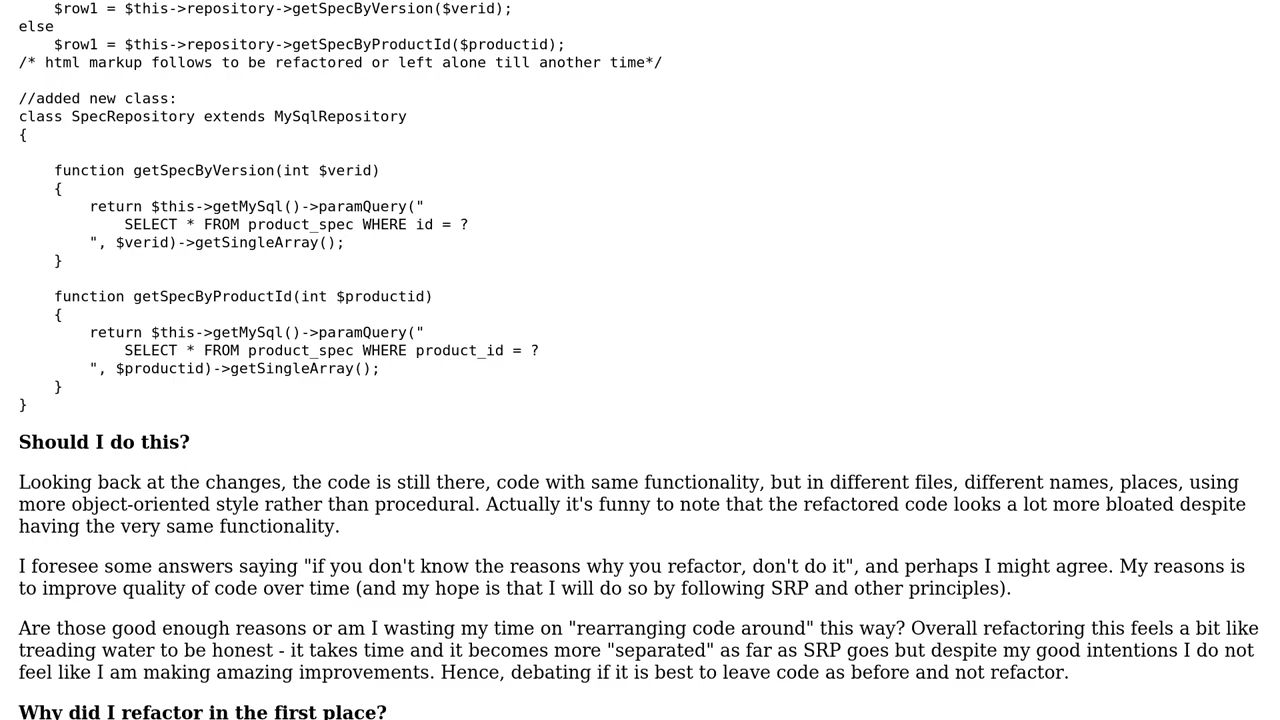 $row1 = $this->repository->getSpecByVersion($verid);
else
    $row1 = $this->repository->getSpecByProductId($productid);
/* html markup follows to be refactored or left alone till another time*/

//added new class:
class SpecRepository extends MySqlRepository
{

    function getSpecByVersion(int $verid)
    {
        return $this->getMySql()->paramQuery("
            SELECT * FROM product_spec WHERE id = ?
        ", $verid)->getSingleArray();
    }

    function getSpecByProductId(int $productid)
    {
        return $this->getMySql()->paramQuery("
            SELECT * FROM product_spec WHERE product_id = ?
        ", $productid)->getSingleArray();
    }
}
Should I do this?
Looking back at the changes, the code is still there, code with same functionality, but in different files, different names, places, using
more object-oriented style rather than procedural. Actually it's funny to note that the refactored code looks a lot more bloated despite
having the very same functionality.
I foresee some answers saying "if you don't know the reasons why you refactor, don't do it", and perhaps I might agree. My reasons is
to improve quality of code over time (and my hope is that I will do so by following SRP and other principles).
Are those good enough reasons or am I wasting my time on "rearranging code around" this way? Overall refactoring this feels a bit like
treading water to be honest - it takes time and it becomes more "separated" as far as SRP goes but despite my good intentions I do not
feel like I am making amazing improvements. Hence, debating if it is best to leave code as before and not refactor.
Why did I refactor in the first place?